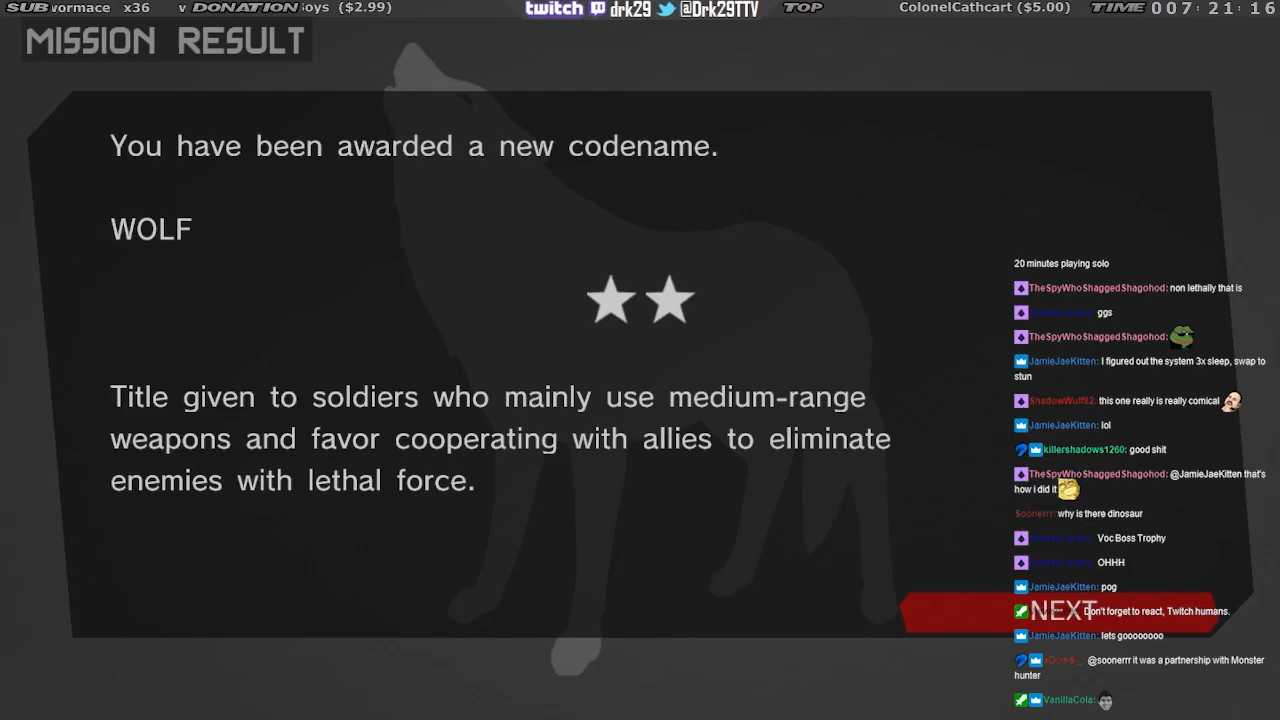 SUB vormace x36 v DONATION oys ($2.99) twitch drk29 @Drk29TTV TOP ColonelCathcart ($5.00) TIME 007:21:16
MISSION RESULT
You have been awarded a new codename.
WOLF
Title given to soldiers who mainly use medium-range
weapons and favor cooperating with allies to eliminate
enemies with lethal force.
NEXT
20 minutes playing solo
TheSpyWhoShaggedShagohod: non lethally that is
ggs
TheSpyWhoShaggedShagohod:
JamieJaeKitten: I figured out the system 3x sleep, swap to
stun
ShadowWulf82: this one really is really comical
JamieJaeKitten: lol
killershadows1260: good shit
TheSpyWhoShaggedShagohod: @JamieJaeKitten that's
how i did it
Soonerrr: why is there dinosaur
Voc Boss Trophy
OHHH
JamieJaeKitten: pog
Don't forget to react, Twitch humans.
JamieJaeKitten: lets goooooooo
@soonerrr it was a partnership with Monster
hunter
VanillaCola: